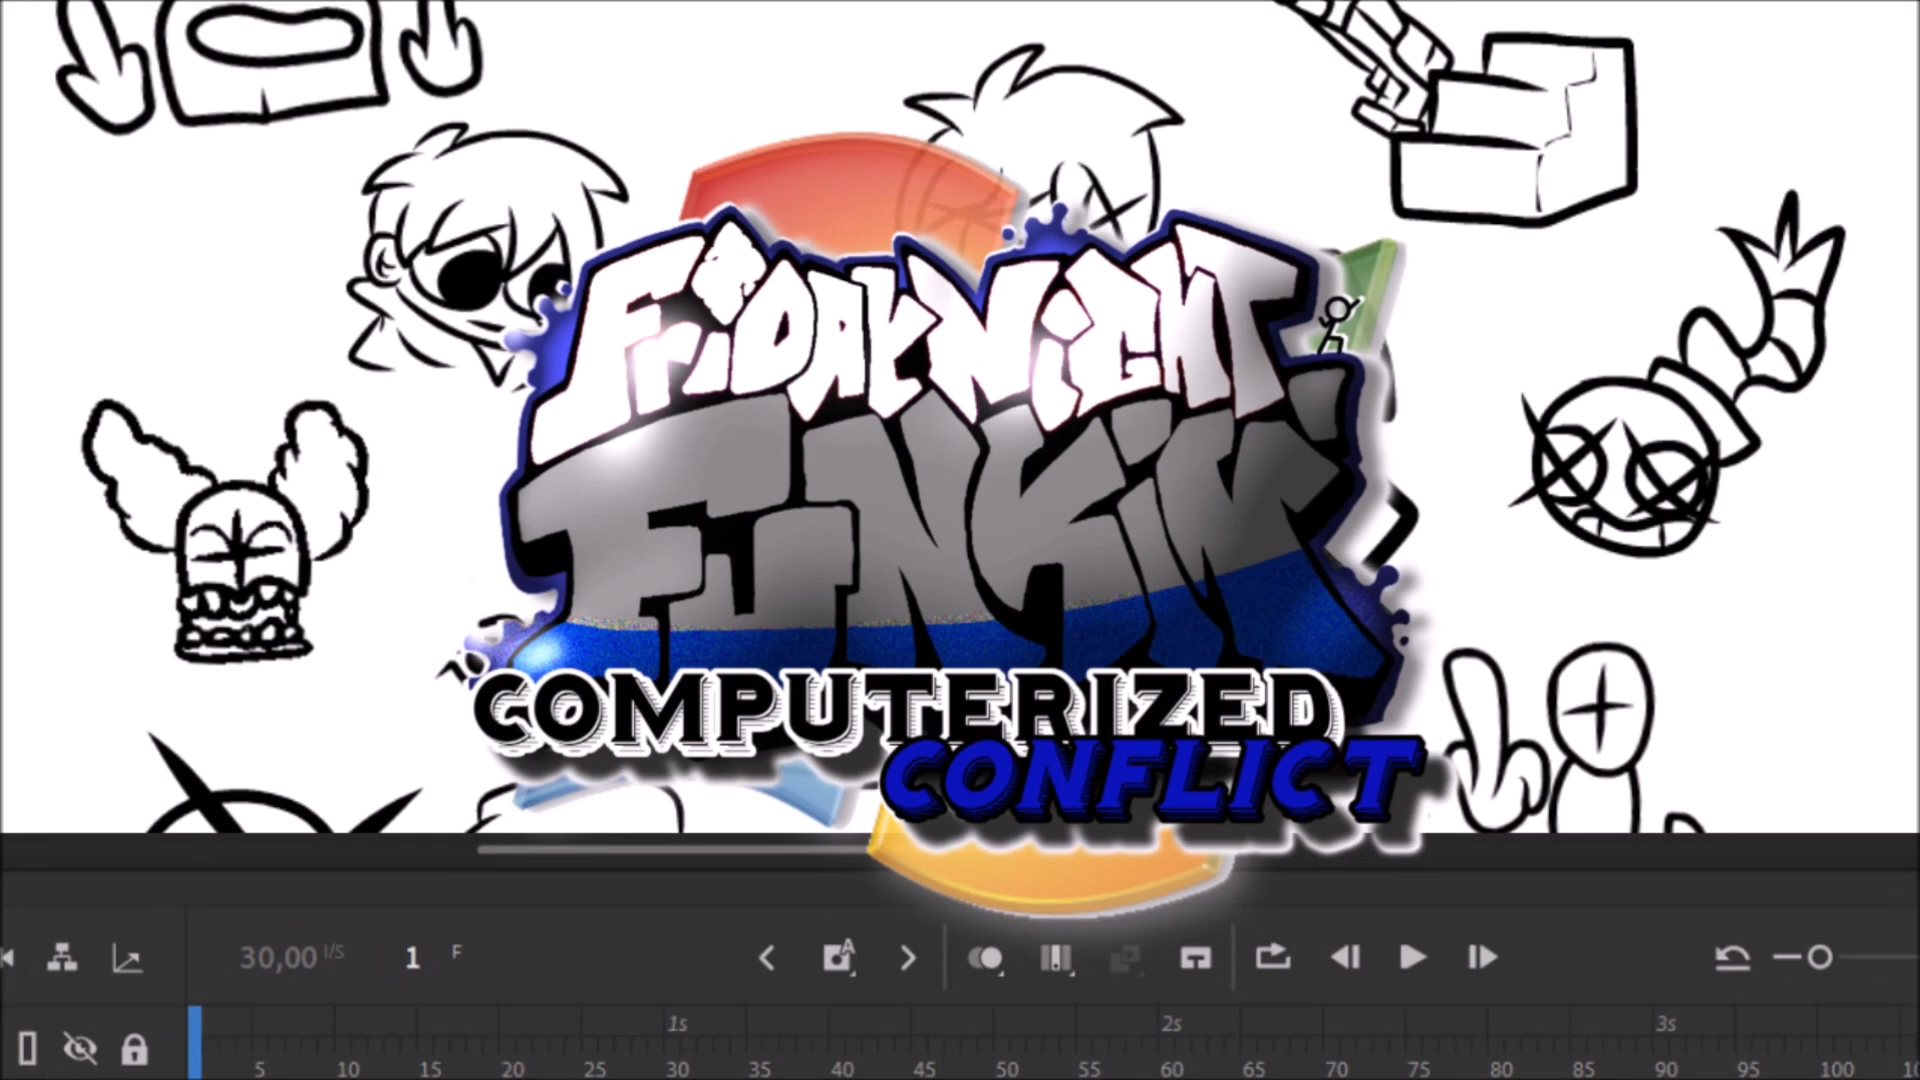 FRIDAY NIGHT
FUNKIN'
COMPUTERIZED
CONFLICT
30,00 I/S 1 F
A
1s 2s 3s
5 10 15 20 25 30 35 40 45 50 55 60 65 70 75 80 85 90 95 100